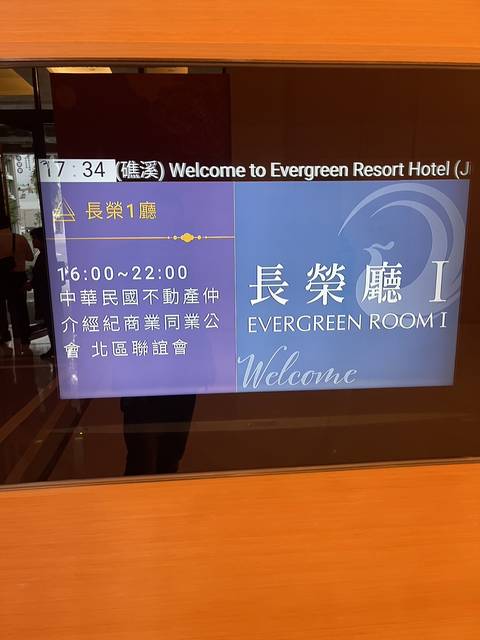 17:34 (礁溪) Welcome to Evergreen Resort Hotel (J
長榮1廳
16:00~22:00
中華民國不動產仲
介經紀商業同業公
會 北區聯誼會
長榮廳 I
EVERGREEN ROOM I
Welcome